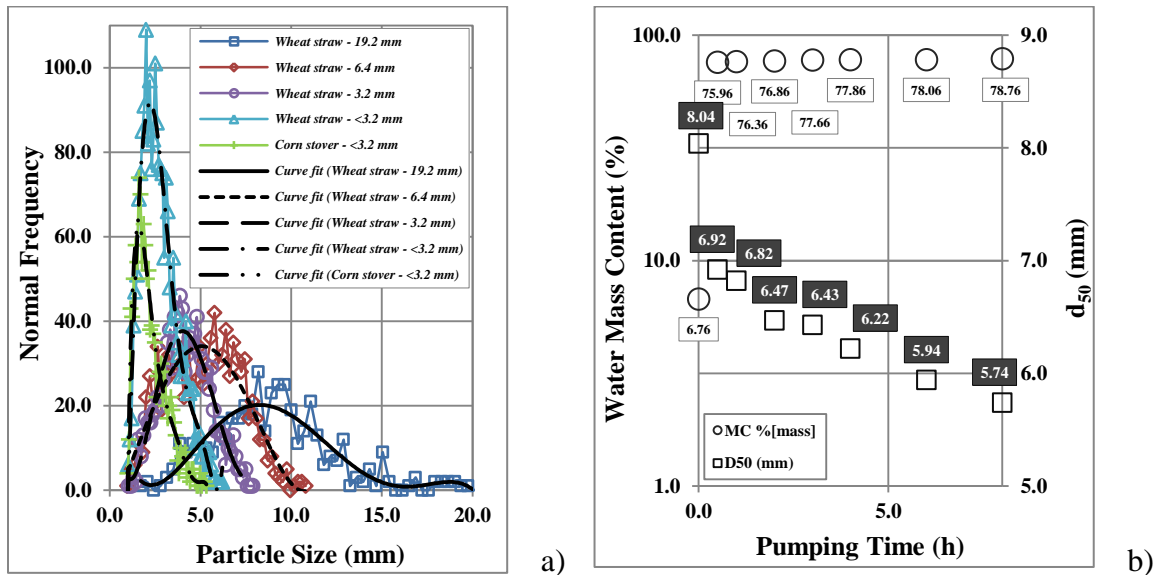 Normal Frequency
100.0
80.0
60.0
40.0
20.0
0.0
0.0
5.0
10.0
15.0
20.0
Particle Size (mm)
Wheat straw - 19.2 mm
Wheat straw - 6.4 mm
Wheat straw - 3.2 mm
Wheat straw - <3.2 mm
Corn stover - <3.2 mm
Curve fit (Wheat straw - 19.2 mm)
Curve fit (Wheat straw - 6.4 mm)
Curve fit (Wheat straw - 3.2 mm)
Curve fit (Wheat straw - <3.2 mm)
Curve fit (Corn stover - <3.2 mm)
a)
Water Mass Content (%)
100.0
10.0
1.0
75.96
76.36
76.86
77.66
77.86
78.06
78.76
8.04
6.92
6.82
6.47
6.43
6.22
5.94
5.74
6.76
MC %[mass]
D50 (mm)
5.0
Pumping Time (h)
9.0
8.0
7.0
6.0
5.0
d50 (mm)
b)